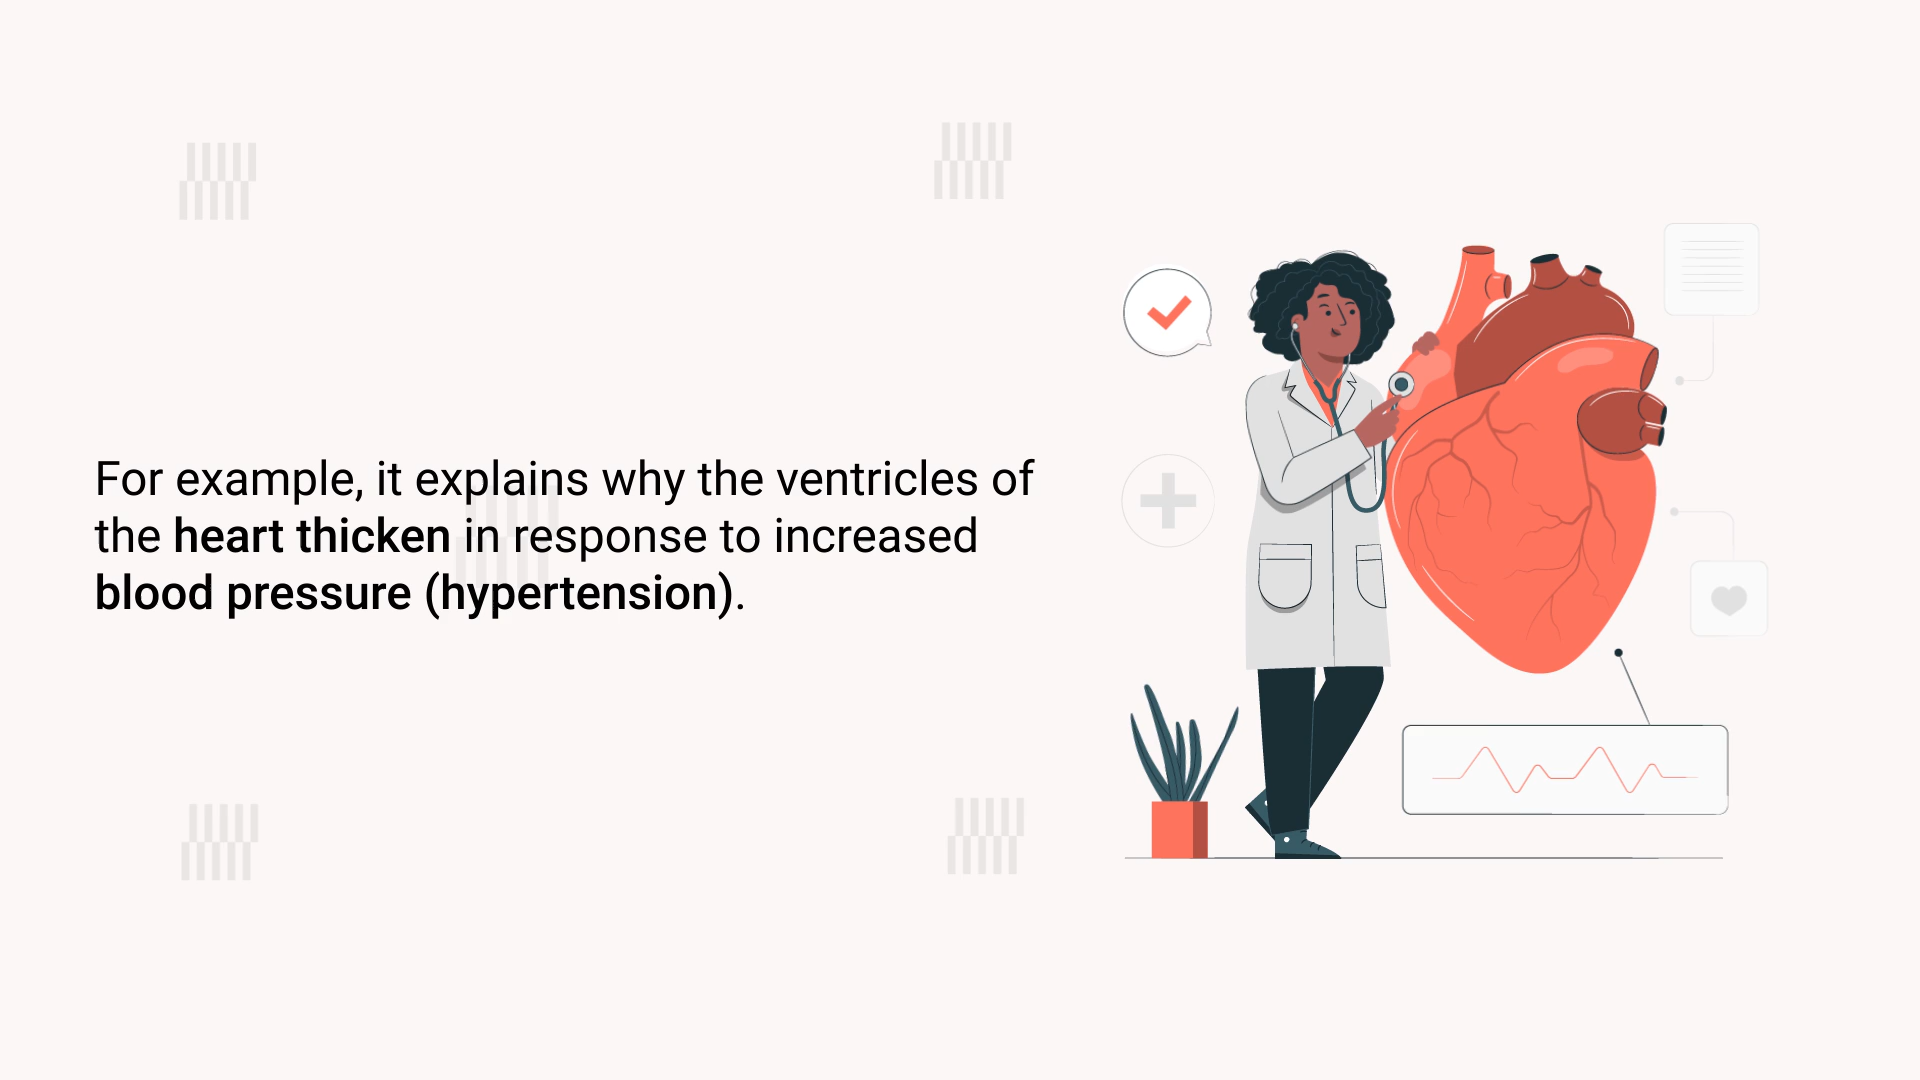 For example, it explains why the ventricles of
the heart thicken in response to increased
blood pressure (hypertension).